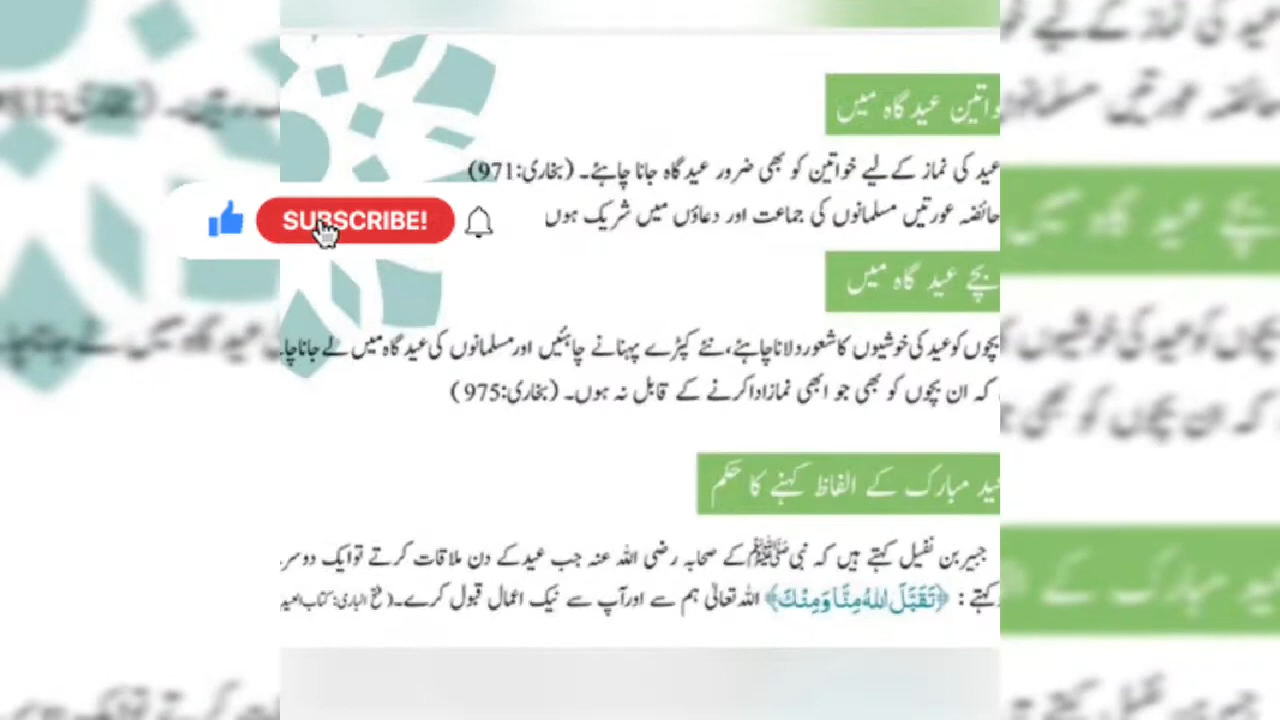 خواتین عید گاہ میں
عید کی نماز کے لیے خواتین کو بھی ضرور عید گاہ جانا چاہئے۔ (بخاری:971)
حائضہ عورتیں مسلمانوں کی جماعت اور دعاؤں میں شریک ہوں
SUBSCRIBE!
بچے عید گاہ میں
بچوں کو عید کی خوشیوں کا شعور دلانا چاہئے، نئے کپڑے پہنانے چاہئیں اور مسلمانوں کی عید گاہ میں لے جانا چا
کہ ان بچوں کو بھی جو ابھی نماز ادا کرنے کے قابل نہ ہوں۔ (بخاری:975)
عید مبارک کے الفاظ کہنے کا حکم
جبیر بن نفیل کہتے ہیں کہ نبی ﷺ کے صحابہ رضی اللہ عنہ جب عید کے دن ملاقات کرتے تو ایک دوسر
کہتے : ﴿تَقَبَّلَ اللهُ مِنَّا وَمِنْكَ﴾ اللہ تعالیٰ ہم سے اور آپ سے نیک اعمال قبول کرے۔ (فتح الباری: کتاب العید